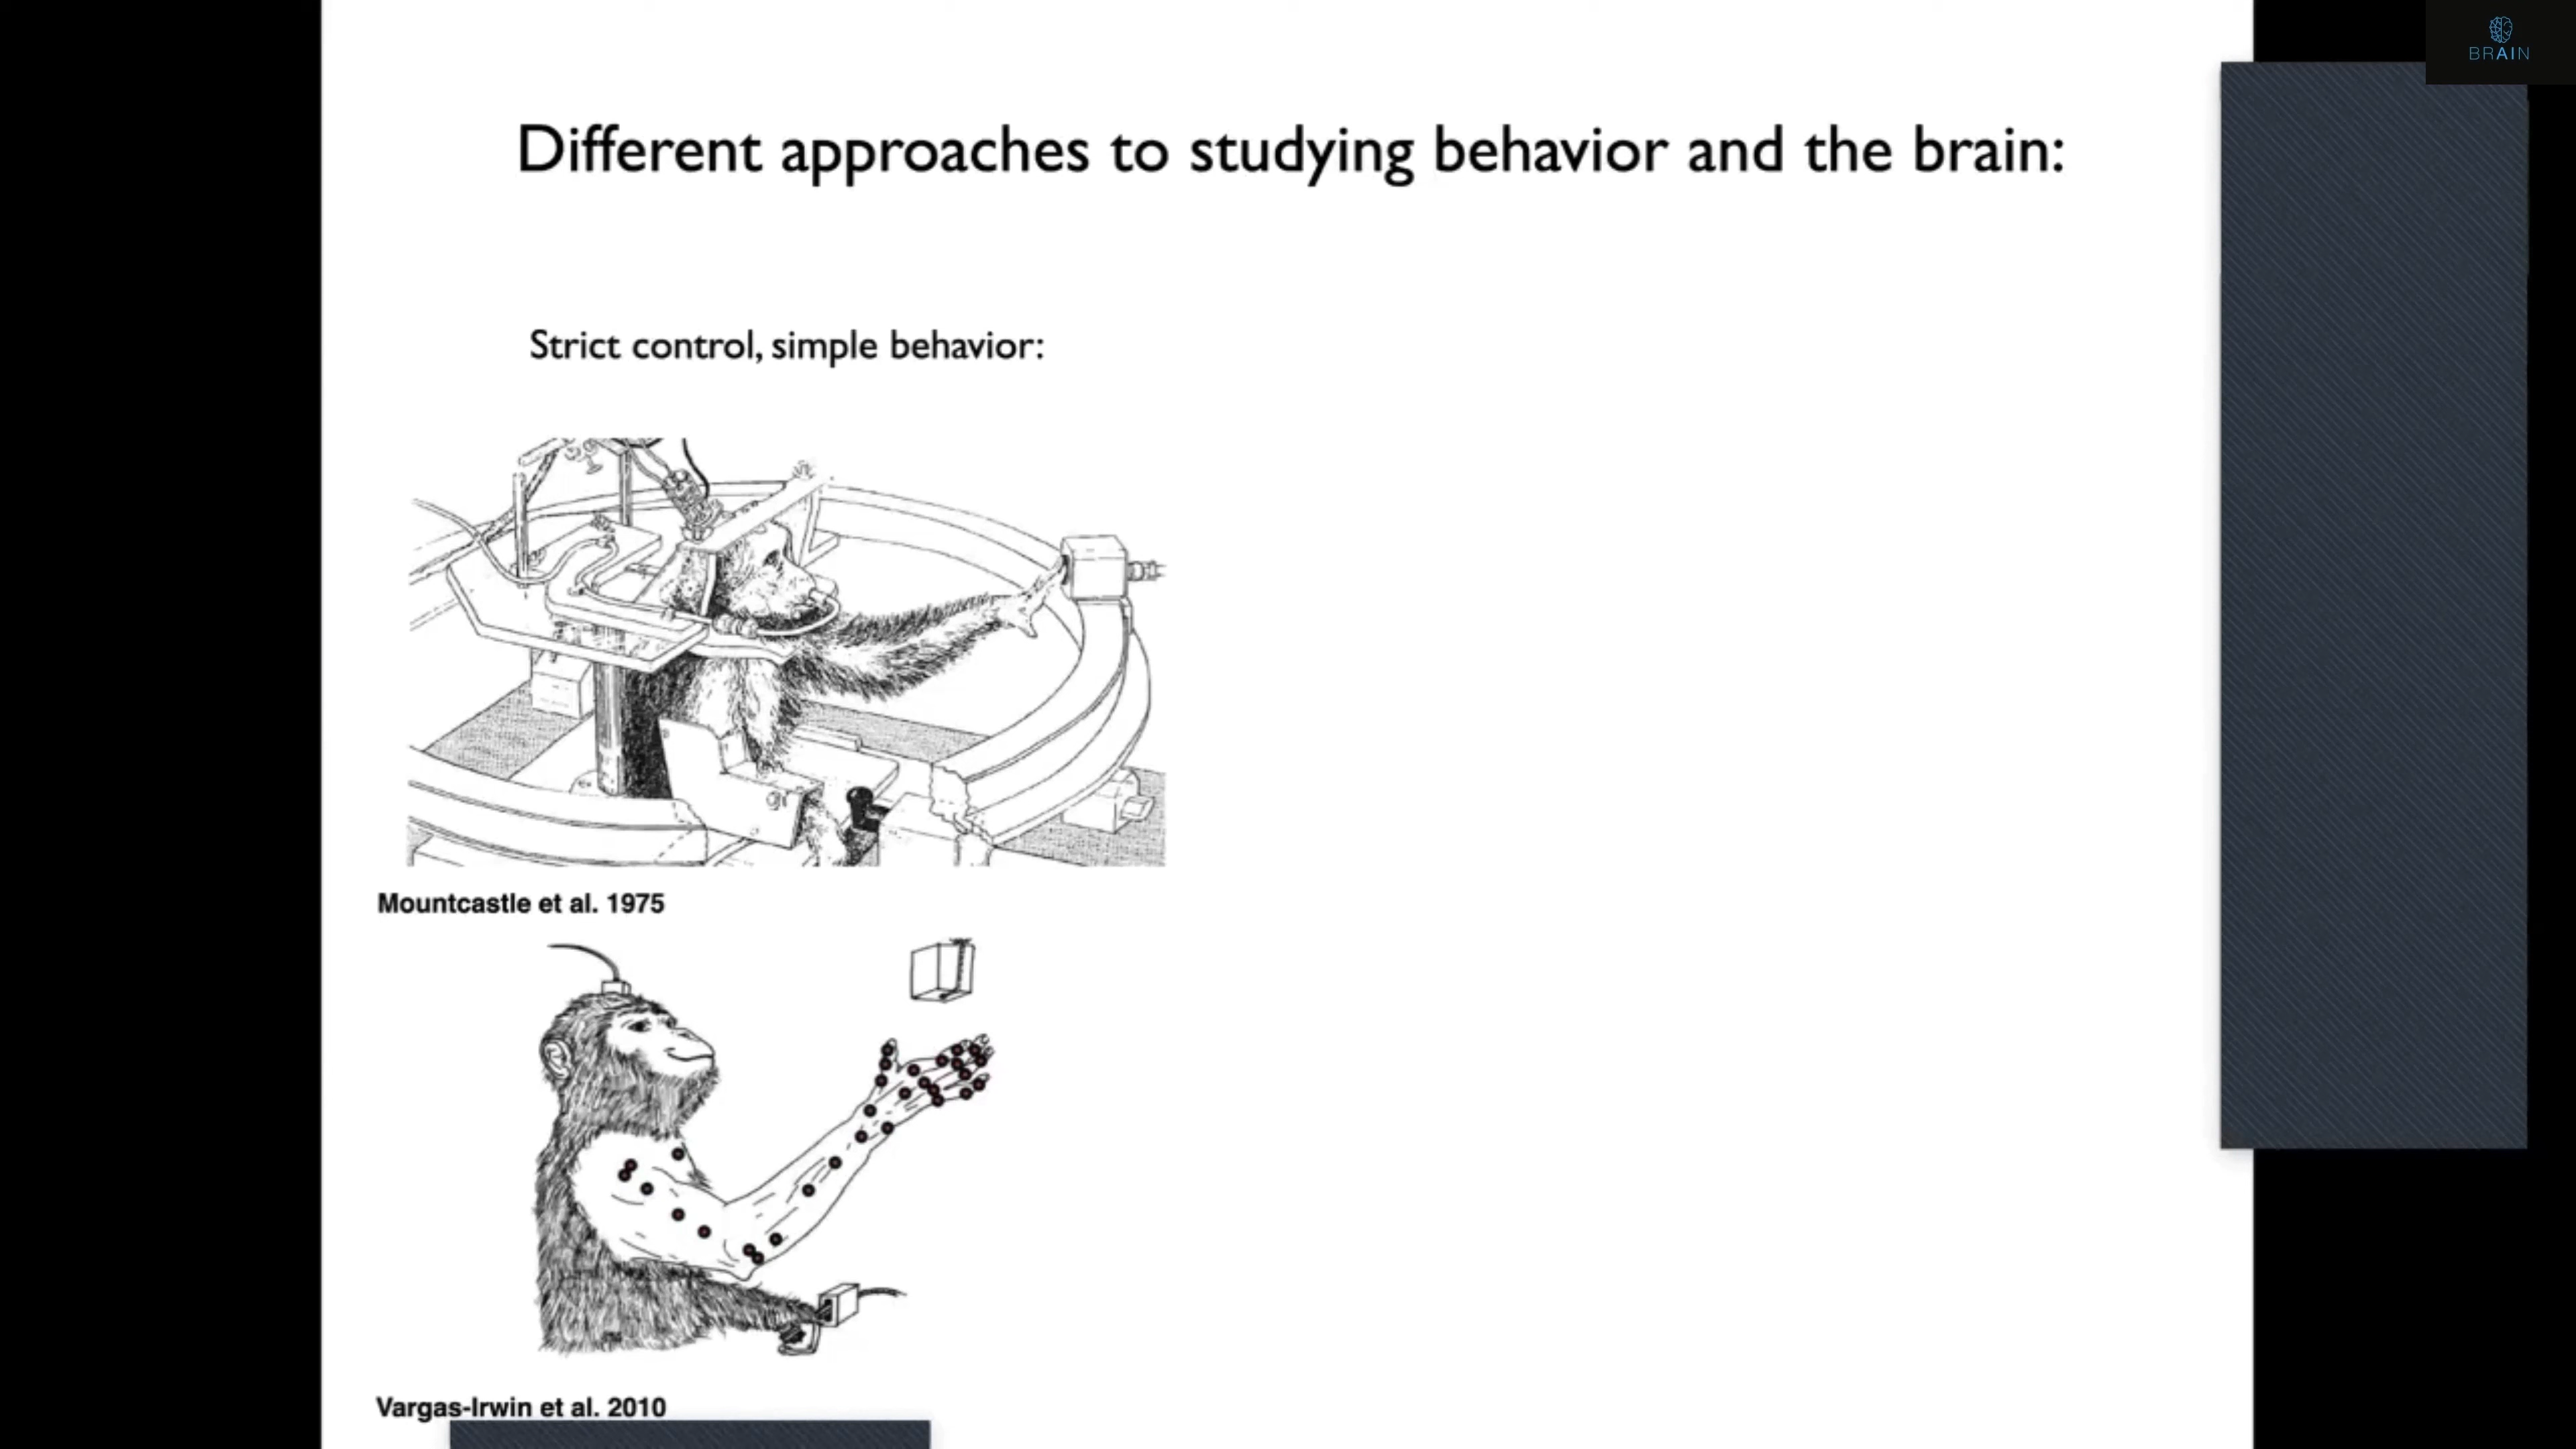 BRAIN
Different approaches to studying behavior and the brain:
Strict control, simple behavior:
Mountcastle et al. 1975
Vargas-Irwin et al. 2010